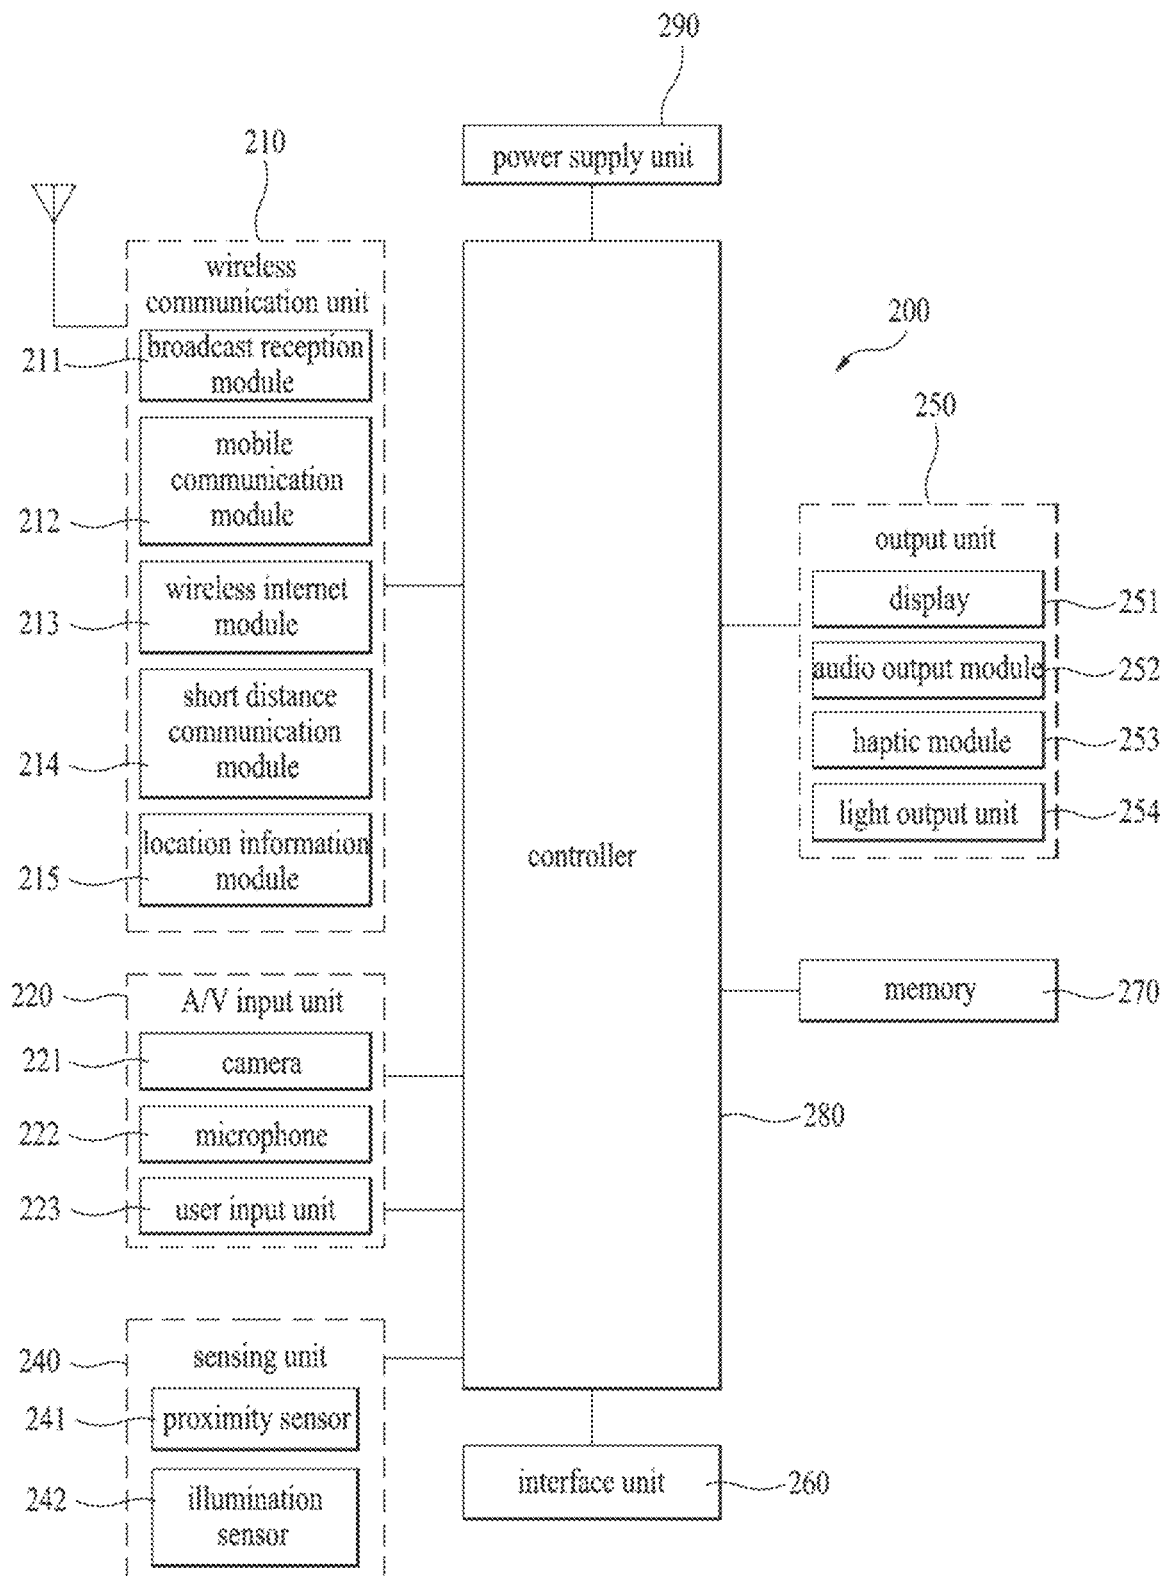 290
power supply unit
210
wireless
communication unit
211
broadcast reception
module
212
mobile
communication
module
213
wireless internet
module
214
short distance
communication
module
215
location information
module
220
A/V input unit
221
camera
222
microphone
223
user input unit
240
sensing unit
241
proximity sensor
242
illumination
sensor
controller
280
interface unit
260
200
250
output unit
display
251
audio output module
252
haptic module
253
light output unit
254
memory
270